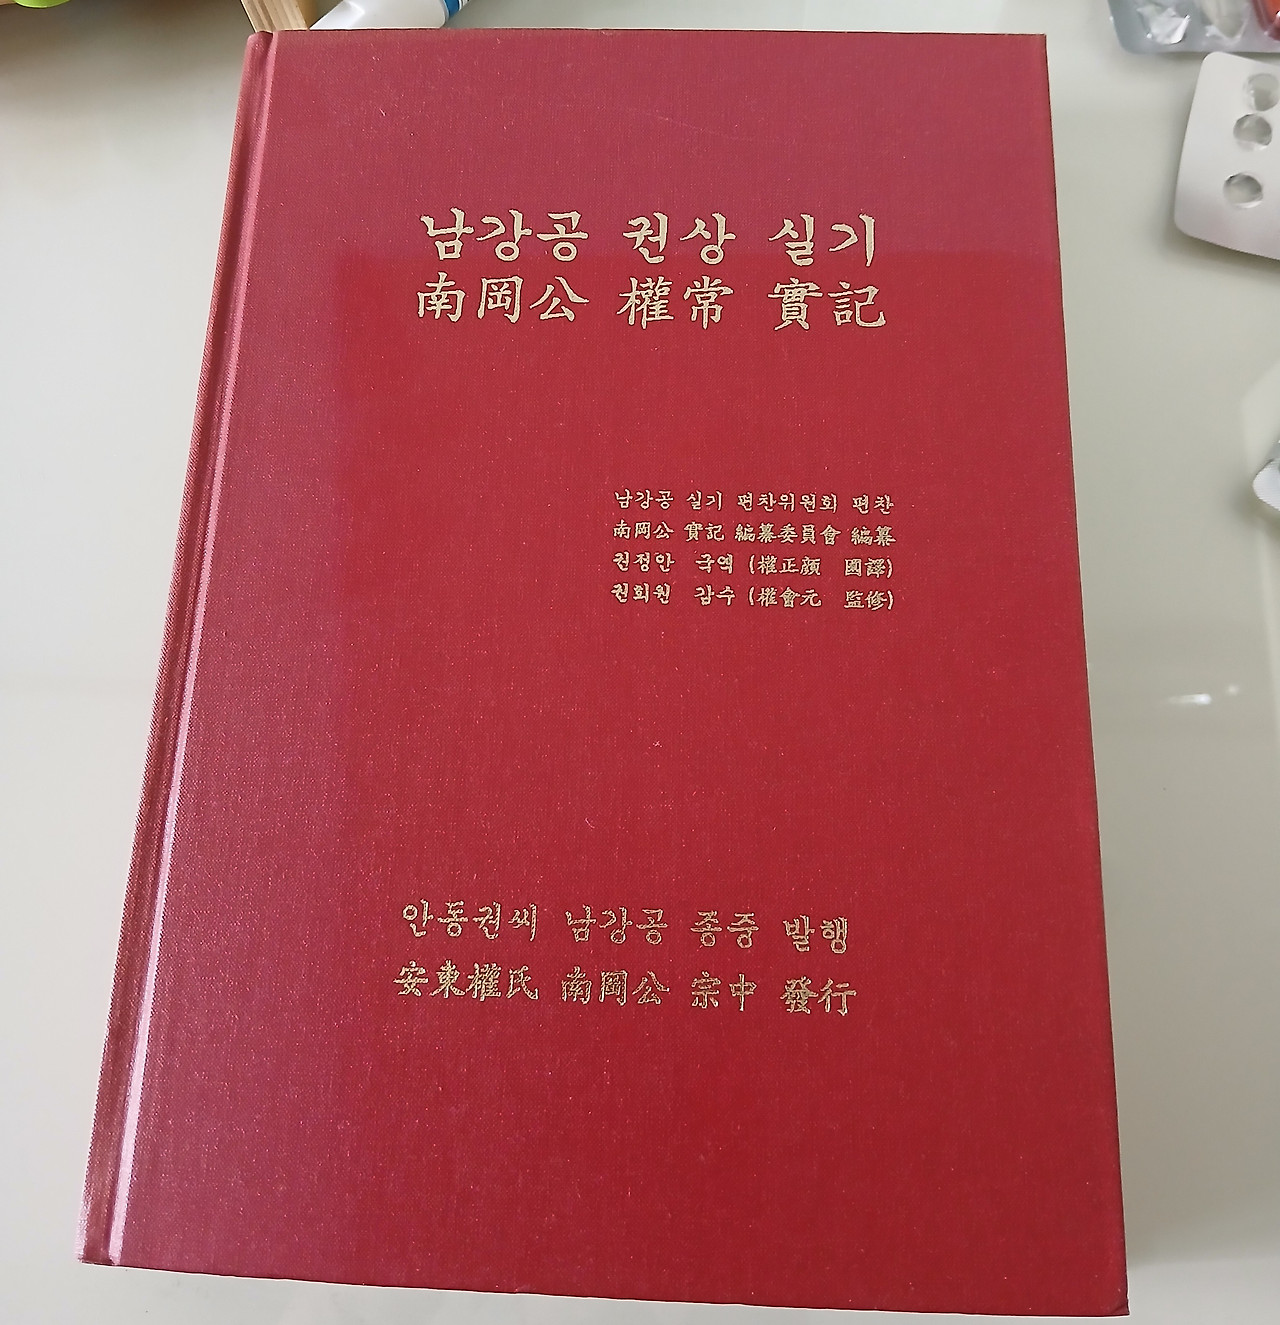 남강공 권상 실기
南岡公 權常 實記
남강공 실기 편찬위원회 편찬
南岡公 實記 編纂委員會 編纂
권정안 국역 (權正顔 國譯)
권회원 감수 (權會元 監修)
안동권씨 남강공 종중 발행
安東權氏 南岡公 宗中 發行